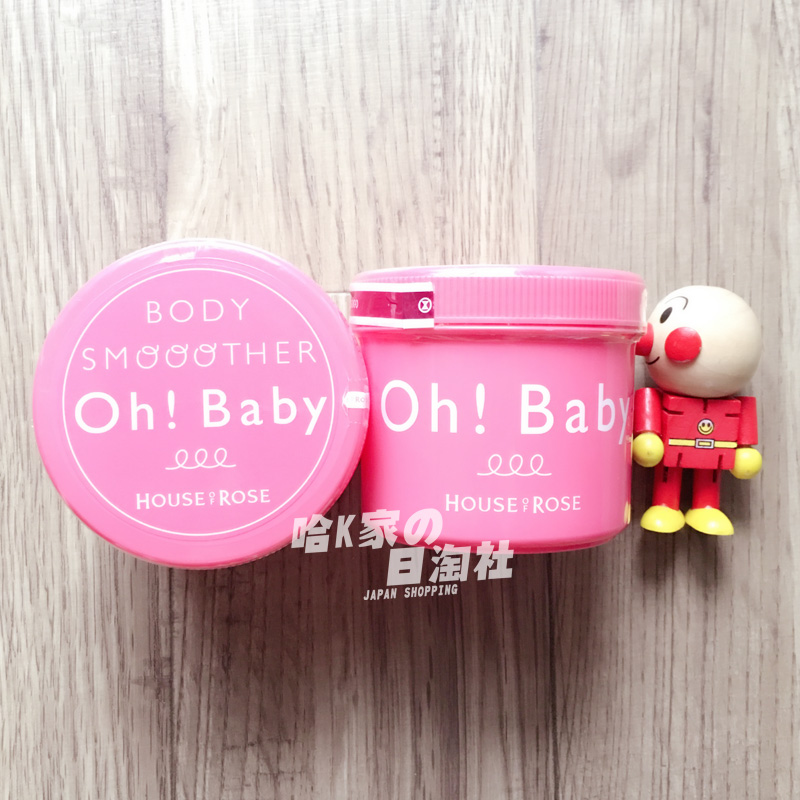 BODY
SMOOOTHER
Oh! Baby
HOUSE OF ROSE
Oh! Baby
HOUSE OF ROSE
哈K家の
日淘社
JAPAN SHOPPING